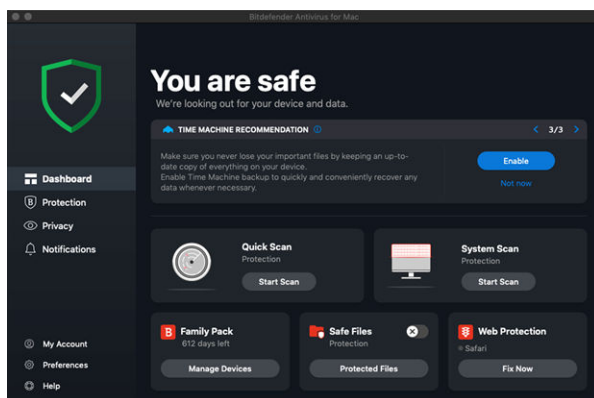 Bitdefender Antivirus for Mac
You are safe
We're looking out for your device and data.
TIME MACHINE RECOMMENDATION
3/3
Make sure you never lose your important files by keeping an up-to-
date copy of everything on your device.
Enable Time Machine backup to quickly and conveniently recover any
data whenever necessary.
Enable
Not now
Dashboard
Protection
Privacy
Notifications
Quick Scan
Protection
Start Scan
System Scan
Protection
Start Scan
B Family Pack
612 days left
Manage Devices
Safe Files
Protection
Protected Files
Web Protection
Safari
Fix Now
My Account
Preferences
Help